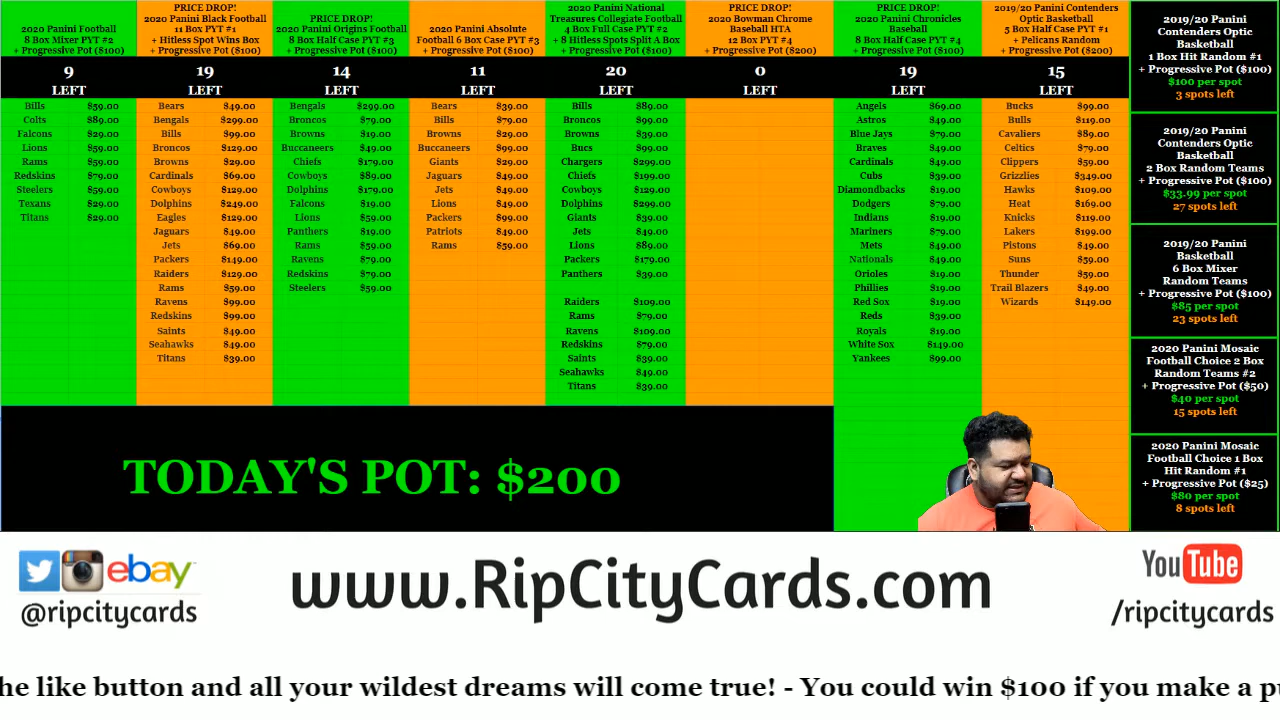 2020 Panini Football
8 Box Mixer PYT #2
+ Progressive Pot ($100)
9
LEFT
Bills $59.00
Colts $89.00
Falcons $29.00
Lions $59.00
Rams $59.00
Redskins $79.00
Steelers $59.00
Texans $29.00
Titans $29.00
PRICE DROP!
2020 Panini Black Football
11 Box PYT #1
+ Hitless Spot Wins Box
+ Progressive Pot ($100)
19
LEFT
Bears $49.00
Bengals $299.00
Bills $99.00
Broncos $129.00
Browns $29.00
Cardinals $69.00
Cowboys $129.00
Dolphins $249.00
Eagles $129.00
Jaguars $49.00
Jets $69.00
Packers $149.00
Raiders $129.00
Rams $59.00
Ravens $99.00
Redskins $99.00
Saints $49.00
Seahawks $49.00
Titans $39.00
PRICE DROP!
2020 Panini Origins Football
8 Box Half Case PYT #3
+ Progressive Pot ($100)
14
LEFT
Bengals $299.00
Broncos $79.00
Browns $19.00
Buccaneers $49.00
Chiefs $179.00
Cowboys $89.00
Dolphins $179.00
Falcons $19.00
Lions $59.00
Panthers $19.00
Rams $59.00
Ravens $79.00
Redskins $79.00
Steelers $59.00
2020 Panini Absolute
Football 6 Box Case PYT #3
+ Progressive Pot ($100)
11
LEFT
Bears $39.00
Bills $79.00
Browns $29.00
Buccaneers $99.00
Giants $29.00
Jaguars $49.00
Jets $49.00
Lions $49.00
Packers $99.00
Patriots $49.00
Rams $59.00
2020 Panini National
Treasures Collegiate Football
4 Box Full Case PYT #2
+ 8 Hitless Spots Split A Box
+ Progressive Pot ($100)
20
LEFT
Bills $89.00
Broncos $99.00
Browns $39.00
Bucs $99.00
Chargers $299.00
Chiefs $199.00
Cowboys $129.00
Dolphins $299.00
Giants $39.00
Jets $49.00
Lions $89.00
Packers $179.00
Panthers $39.00
Raiders $109.00
Rams $79.00
Ravens $109.00
Redskins $79.00
Saints $39.00
Seahawks $49.00
Titans $39.00
PRICE DROP!
2020 Bowman Chrome
Baseball HTA
12 Box PYT #4
+ Progressive Pot ($200)
0
LEFT
PRICE DROP!
2020 Panini Chronicles
Baseball
8 Box Half Case PYT #4
+ Progressive Pot ($100)
19
LEFT
Angels $69.00
Astros $49.00
Blue Jays $79.00
Braves $49.00
Cardinals $49.00
Cubs $39.00
Diamondbacks $19.00
Dodgers $79.00
Indians $19.00
Mariners $79.00
Mets $49.00
Nationals $49.00
Orioles $19.00
Phillies $19.00
Red Sox $19.00
Reds $39.00
Royals $19.00
White Sox $149.00
Yankees $99.00
2019/20 Panini Contenders
Optic Basketball
5 Box Half Case PYT #1
+ Pelicans Random
+ Progressive Pot ($200)
15
LEFT
Bucks $99.00
Bulls $119.00
Cavaliers $89.00
Celtics $79.00
Clippers $59.00
Grizzlies $349.00
Hawks $109.00
Heat $169.00
Knicks $119.00
Lakers $199.00
Pistons $49.00
Suns $59.00
Thunder $59.00
Trail Blazers $49.00
Wizards $149.00
2019/20 Panini
Contenders Optic
Basketball
1 Box Hit Random #1
+ Progressive Pot ($100)
$100 per spot
3 spots left
2019/20 Panini
Contenders Optic
Basketball
2 Box Random Teams
+ Progressive Pot ($100)
$33.99 per spot
27 spots left
2019/20 Panini
Basketball
6 Box Mixer
Random Teams
+ Progressive Pot ($100)
$85 per spot
23 spots left
2020 Panini Mosaic
Football Choice 2 Box
Random Teams #2
+ Progressive Pot ($50)
$40 per spot
15 spots left
2020 Panini Mosaic
Football Choice 1 Box
Hit Random #1
+ Progressive Pot ($25)
$80 per spot
8 spots left
TODAY'S POT: $200
ebay
@ripcitycards
www.RipCityCards.com
YouTube
/ripcitycards
he like button and all your wildest dreams will come true! - You could win $100 if you make a pu